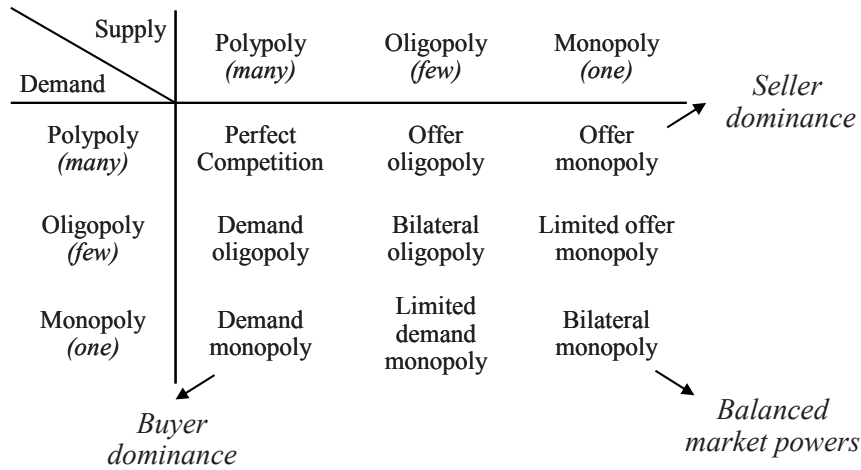 Supply
Demand
Polypoly
(many)
Oligopoly
(few)
Monopoly
(one)
Seller
dominance
Polypoly
(many)
Perfect
Competition
Offer
oligopoly
Offer
monopoly
Oligopoly
(few)
Demand
oligopoly
Bilateral
oligopoly
Limited offer
monopoly
Monopoly
(one)
Demand
monopoly
Limited
demand
monopoly
Bilateral
monopoly
Buyer
dominance
Balanced
market powers